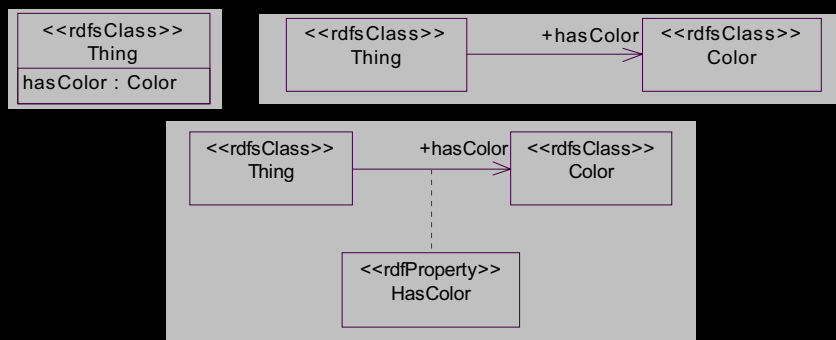 <<rdfsClass>>
Thing
hasColor : Color
<<rdfsClass>>
Thing
+hasColor
<<rdfsClass>>
Color
<<rdfsClass>>
Thing
+hasColor
<<rdfsClass>>
Color
<<rdfProperty>>
HasColor